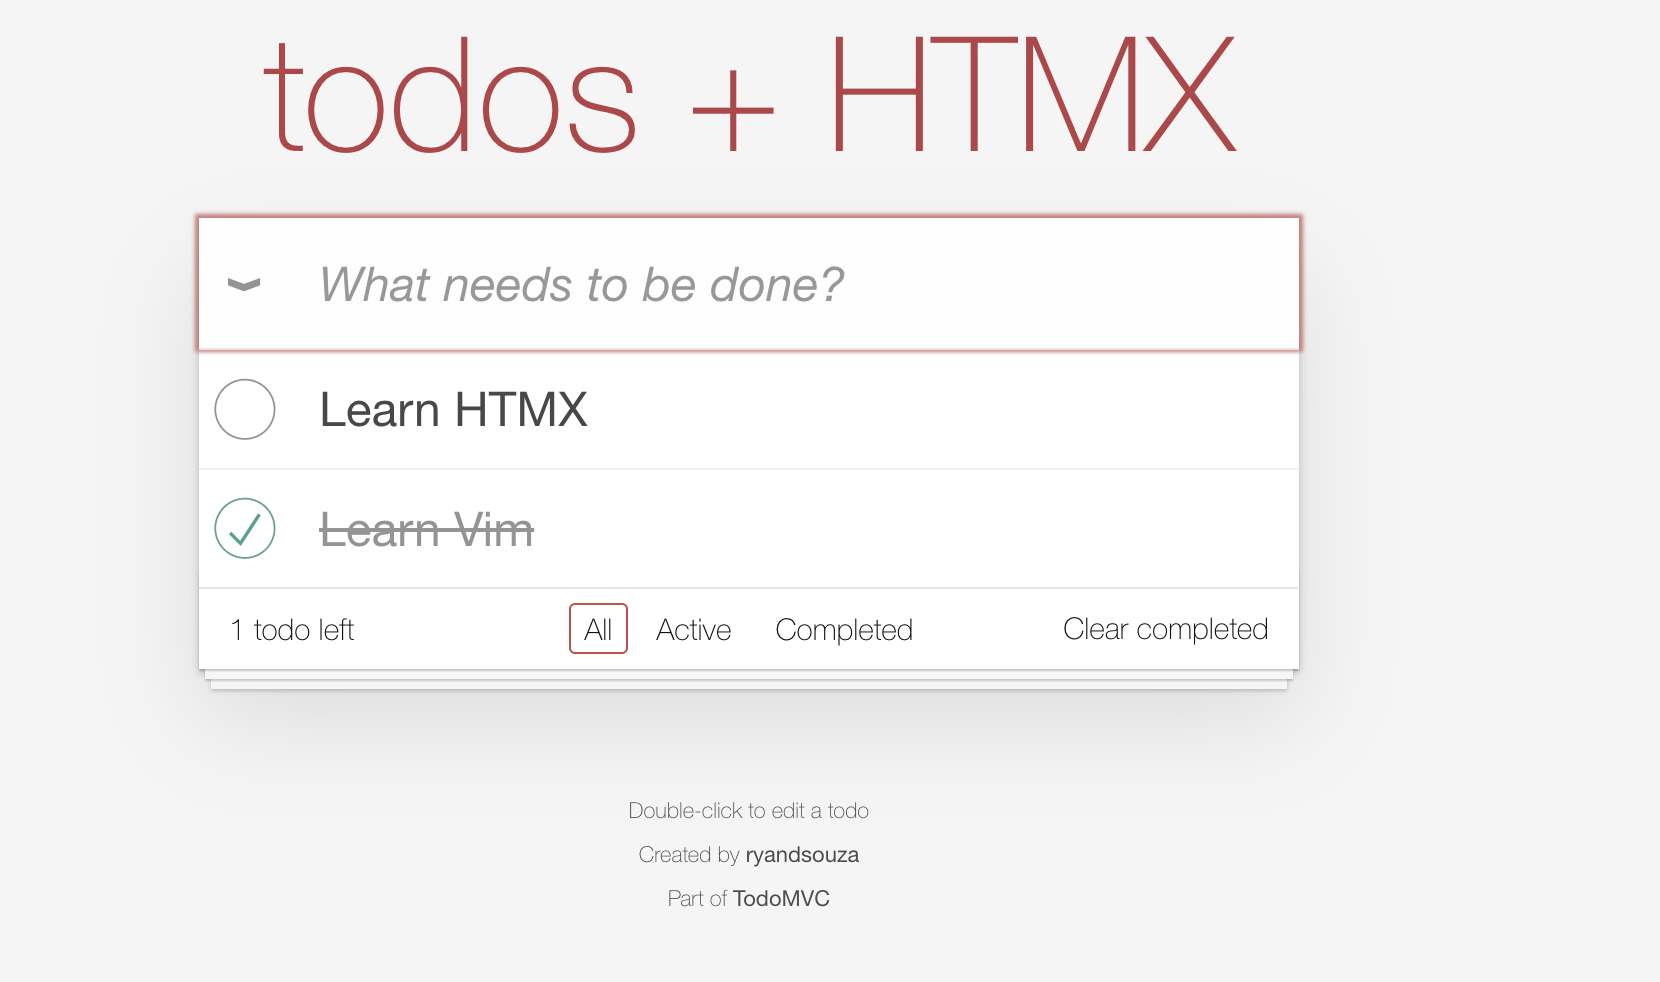 todos + HTMX
What needs to be done?
Learn HTMX
Learn Vim
1 todo left All Active Completed Clear completed
Double-click to edit a todo
Created by ryandsouza
Part of TodoMVC